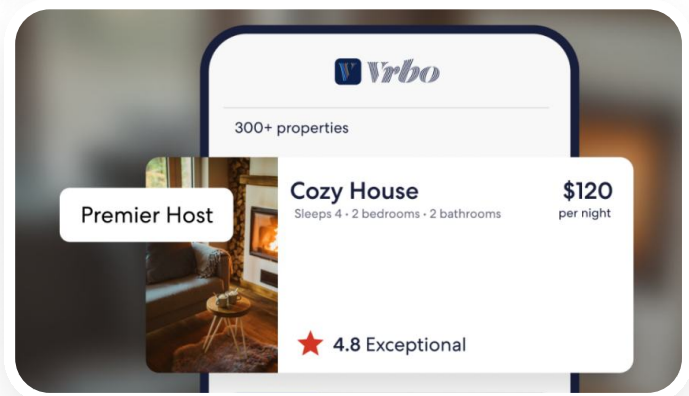 Vrbo
300+ properties
Premier Host
Cozy House
Sleeps 4 · 2 bedrooms · 2 bathrooms
$120
per night
4.8 Exceptional